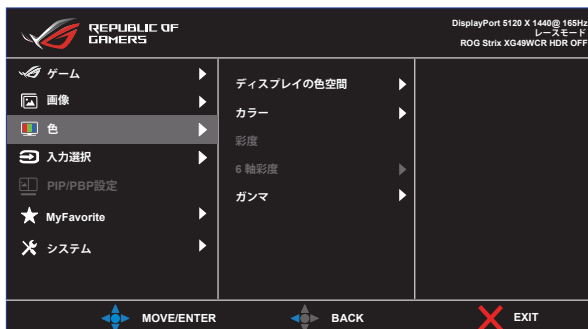 REPUBLIC OF
GAMERS
DisplayPort 5120 X 1440@ 165Hz
レースモード
ROG Strix XG49WCR HDR OFF
ゲーム
画像
色
入力選択
PIP/PBP設定
MyFavorite
システム
ディスプレイの色空間
カラー
彩度
6 軸彩度
ガンマ
MOVE/ENTER
BACK
EXIT